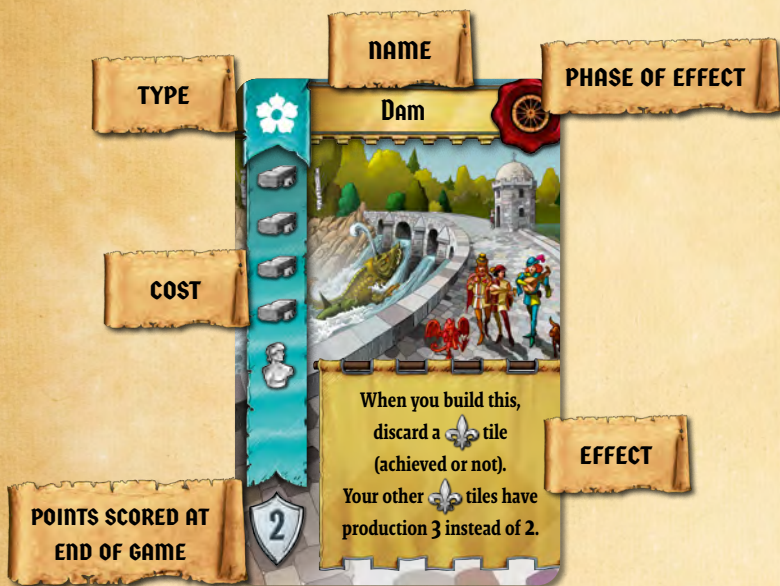 NAME
TYPE
PHASE OF EFFECT
Dam
COST
When you build this,
discard a tile
(achieved or not).
Your other tiles have
production 3 instead of 2.
EFFECT
POINTS SCORED AT
END OF GAME
2